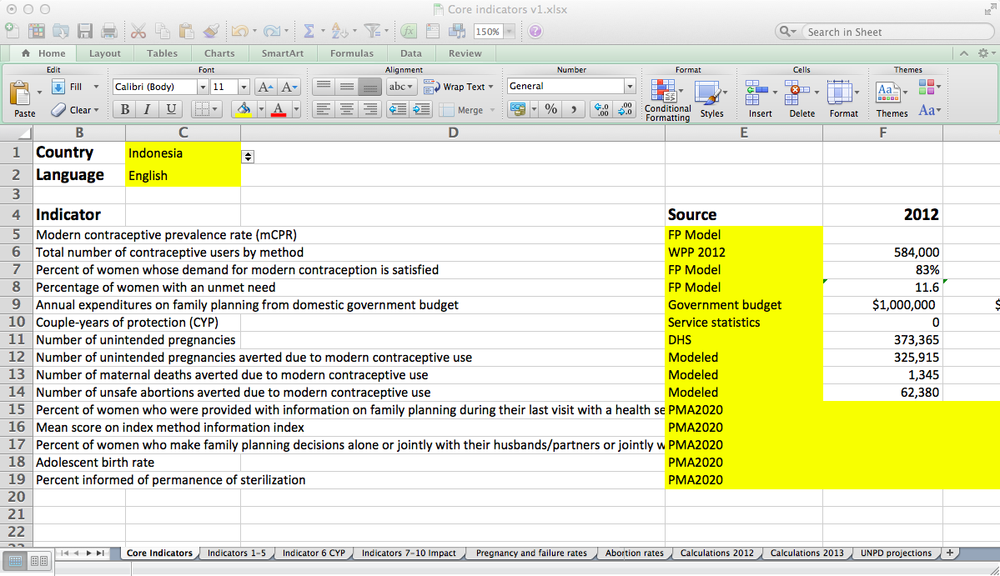 Core indicators v1.xlsx
150%
Search in Sheet
Home Layout Tables Charts SmartArt Formulas Data Review
Edit Font Alignment Number Format Cells Themes
Fill Calibri (Body) 11 A A abc Wrap Text General
Paste Clear B I U A Merge % , .0 .00 .00 .0 Conditional Formatting Styles Insert Delete Format Themes Aa Aa
B C D E F
1 Country Indonesia
2 Language English
3
4 Indicator Source 2012
5 Modern contraceptive prevalence rate (mCPR) FP Model
6 Total number of contraceptive users by method WPP 2012 584,000
7 Percent of women whose demand for modern contraception is satisfied FP Model 83%
8 Percentage of women with an unmet need FP Model 11.6
9 Annual expenditures on family planning from domestic government budget Government budget $1,000,000 $
10 Couple-years of protection (CYP) Service statistics 0
11 Number of unintended pregnancies DHS 373,365
12 Number of unintended pregnancies averted due to modern contraceptive use Modeled 325,915
13 Number of maternal deaths averted due to modern contraceptive use Modeled 1,345
14 Number of unsafe abortions averted due to modern contraceptive use Modeled 62,380
15 Percent of women who were provided with information on family planning during their last visit with a health se PMA2020
16 Mean score on index method information index PMA2020
17 Percent of women who make family planning decisions alone or jointly with their husbands/partners or jointly w PMA2020
18 Adolescent birth rate PMA2020
19 Percent informed of permanence of sterilization PMA2020
20
21
22
Core Indicators Indicators 1-5 Indicator 6 CYP Indicators 7-10 Impact Pregnancy and failure rates Abortion rates Calculations 2012 Calculations 2013 UNPD projections +